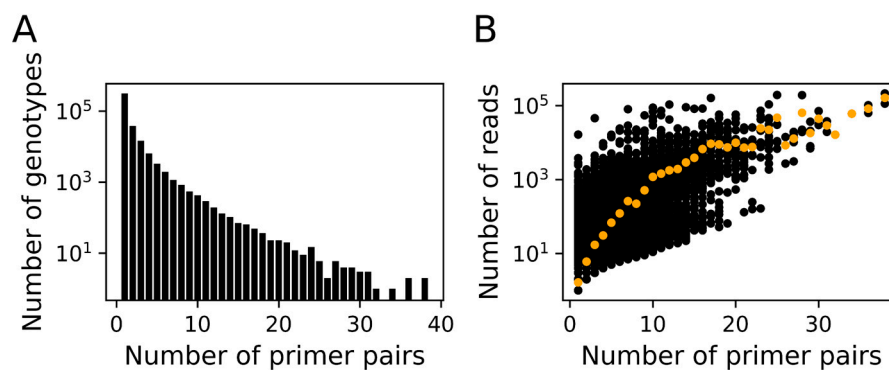 A
Number of genotypes
10^5
10^3
10^1
0 10 20 30 40
Number of primer pairs
B
Number of reads
10^5
10^3
10^1
0 10 20 30
Number of primer pairs